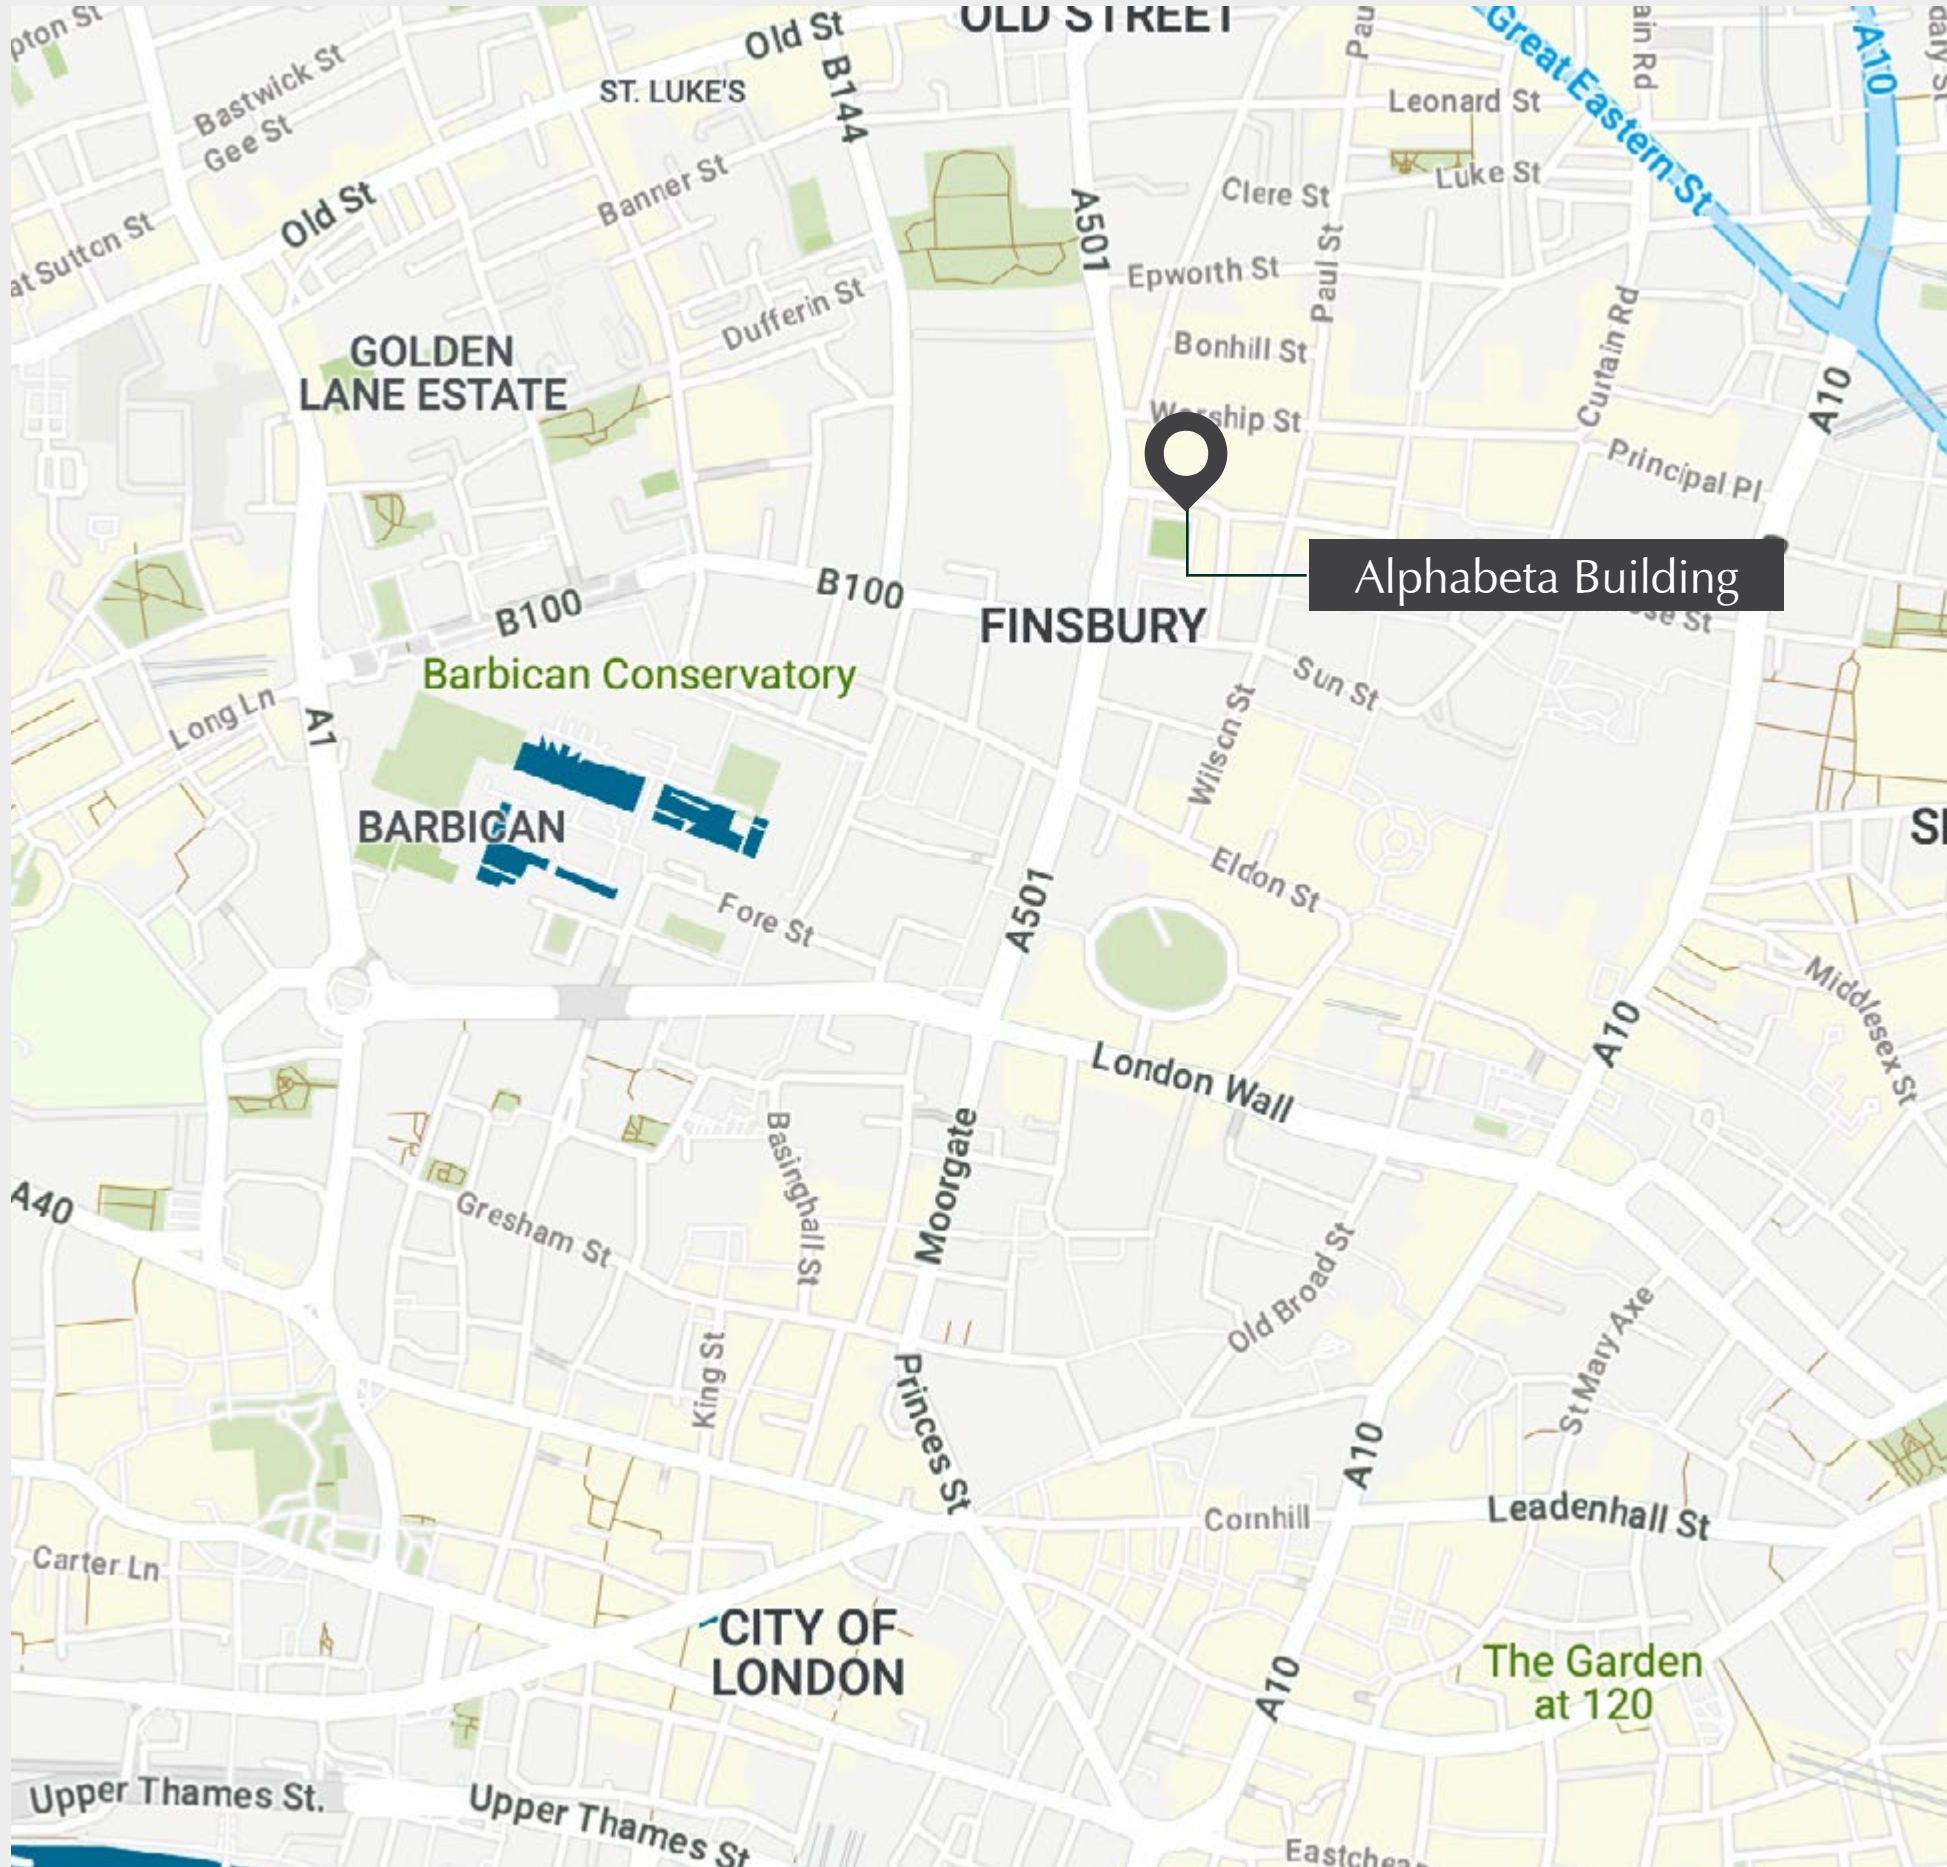 OLD STREET
Old St
B144
ST. LUKE'S
Bastwick St
Gee St
Great Eastern St
A10
Leonard St
Luke St
Clere St
Banner St
Old St
A501
Paul St
Epworth St
Dufferin St
Bonhill St
Curtain Rd
GOLDEN
LANE ESTATE
Worship St
A10
Principal Pl
Alphabeta Building
B100
B100
FINSBURY
Barbican Conservatory
Sun St
Wilson St
Long Ln
A1
BARBICAN
Eldon St
A501
Fore St
Middlesex St
A10
London Wall
Moorgate
Basinghall St
A40
Gresham St
Old Broad St
St Mary Axe
King St
Princes St
A10
Cornhill
Leadenhall St
Carter Ln
CITY OF
LONDON
The Garden
at 120
A10
Upper Thames St.
Upper Thames St